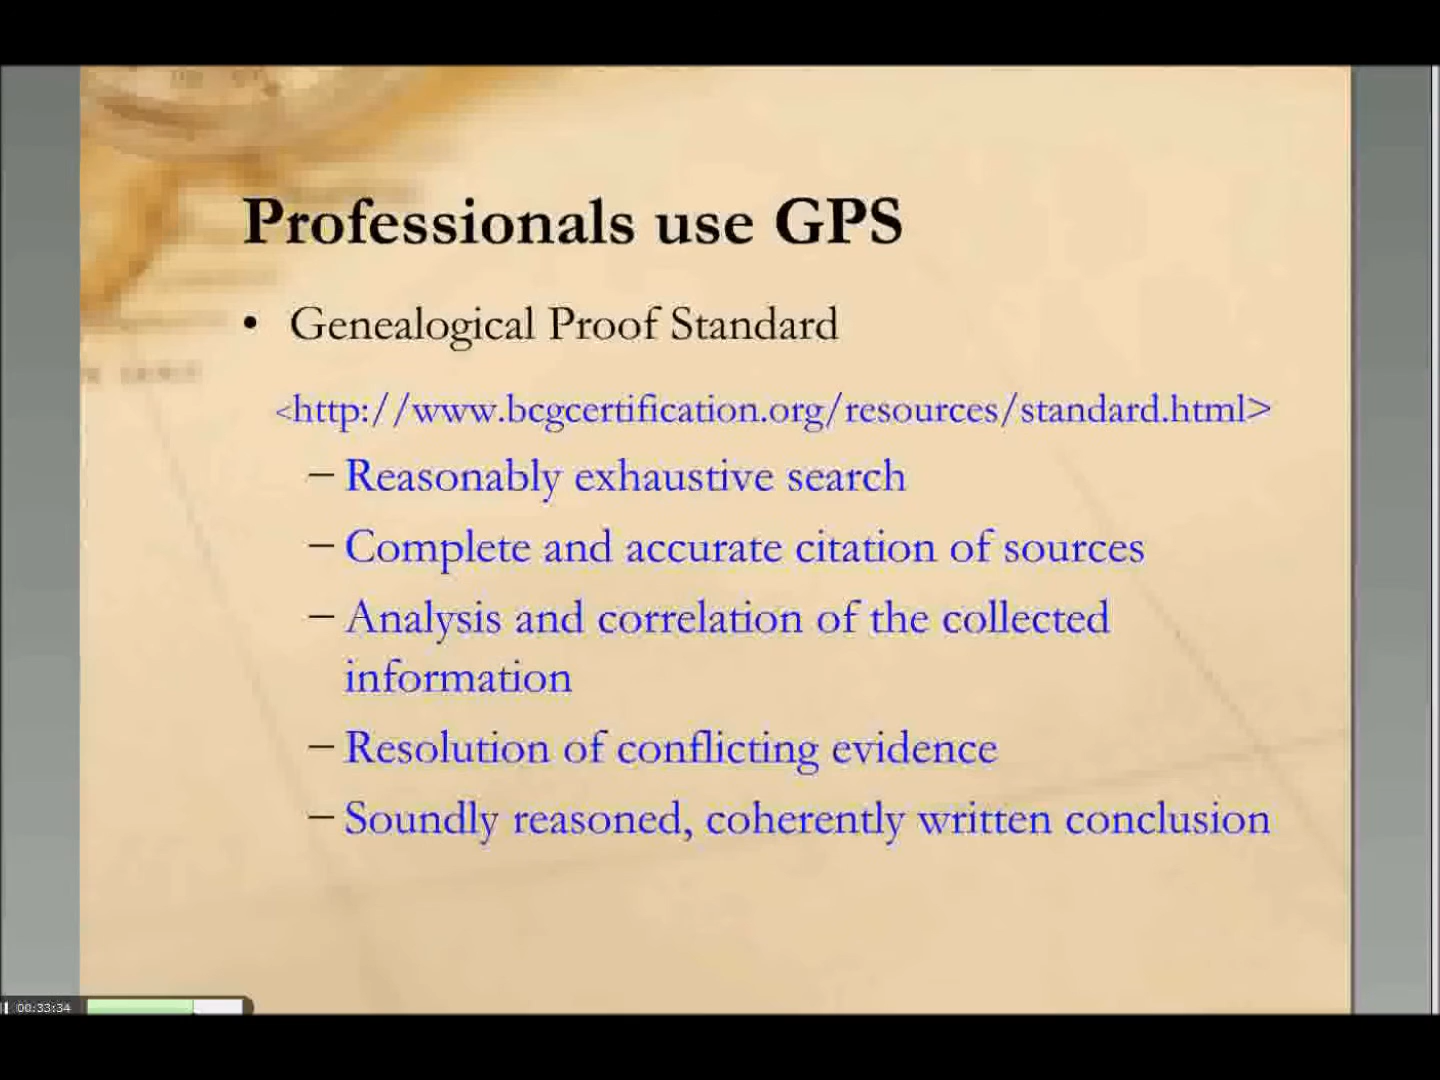 Professionals use GPS
• Genealogical Proof Standard
<http://www.bcgcertification.org/resources/standard.html>
– Reasonably exhaustive search
– Complete and accurate citation of sources
– Analysis and correlation of the collected
information
– Resolution of conflicting evidence
– Soundly reasoned, coherently written conclusion
00:33:34